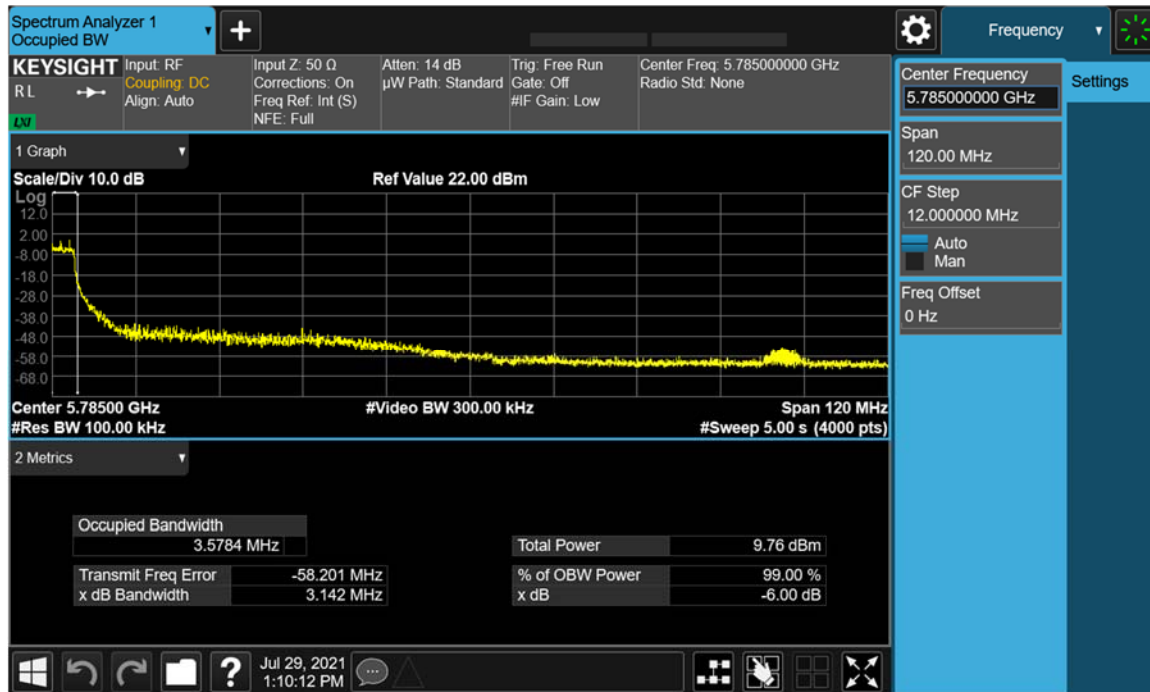 Spectrum Analyzer 1
Occupied BW
+
Frequency
KEYSIGHT
R L
LXI
Input: RF
Coupling: DC
Align: Auto
Input Z: 50 Ω
Corrections: On
Freq Ref: Int (S)
NFE: Full
Atten: 14 dB
µW Path: Standard
Trig: Free Run
Gate: Off
#IF Gain: Low
Center Freq: 5.785000000 GHz
Radio Std: None
Center Frequency
5.785000000 GHz
Settings
Span
120.00 MHz
CF Step
12.000000 MHz
Auto
Man
Freq Offset
0 Hz
1 Graph
Scale/Div 10.0 dB
Ref Value 22.00 dBm
Log
12.0
2.00
-8.00
-18.0
-28.0
-38.0
-48.0
-58.0
-68.0
Center 5.78500 GHz
#Video BW 300.00 kHz
Span 120 MHz
#Res BW 100.00 kHz
#Sweep 5.00 s (4000 pts)
2 Metrics
Occupied Bandwidth
3.5784 MHz
Total Power 9.76 dBm
Transmit Freq Error -58.201 MHz
% of OBW Power 99.00 %
x dB Bandwidth 3.142 MHz
x dB -6.00 dB
?
Jul 29, 2021
1:10:12 PM